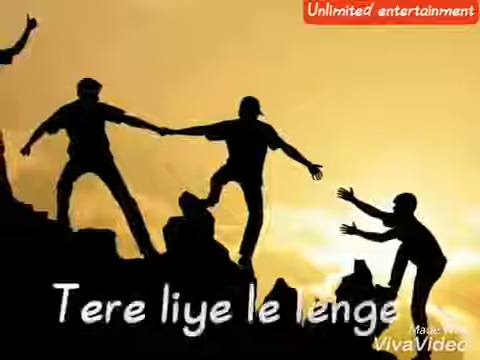 Unlimited entertainment
Tere liye le lenge
Made With
VivaVideo